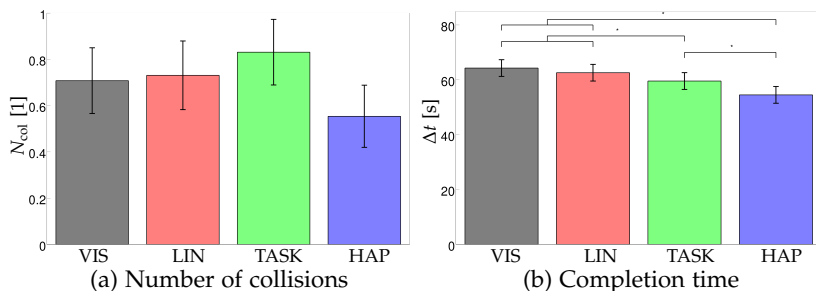 1
0.8
0.6
0.4
0.2
0
N_col [1]
VIS LIN TASK HAP
(a) Number of collisions
80
60
40
20
0
Δt [s]
VIS LIN TASK HAP
(b) Completion time